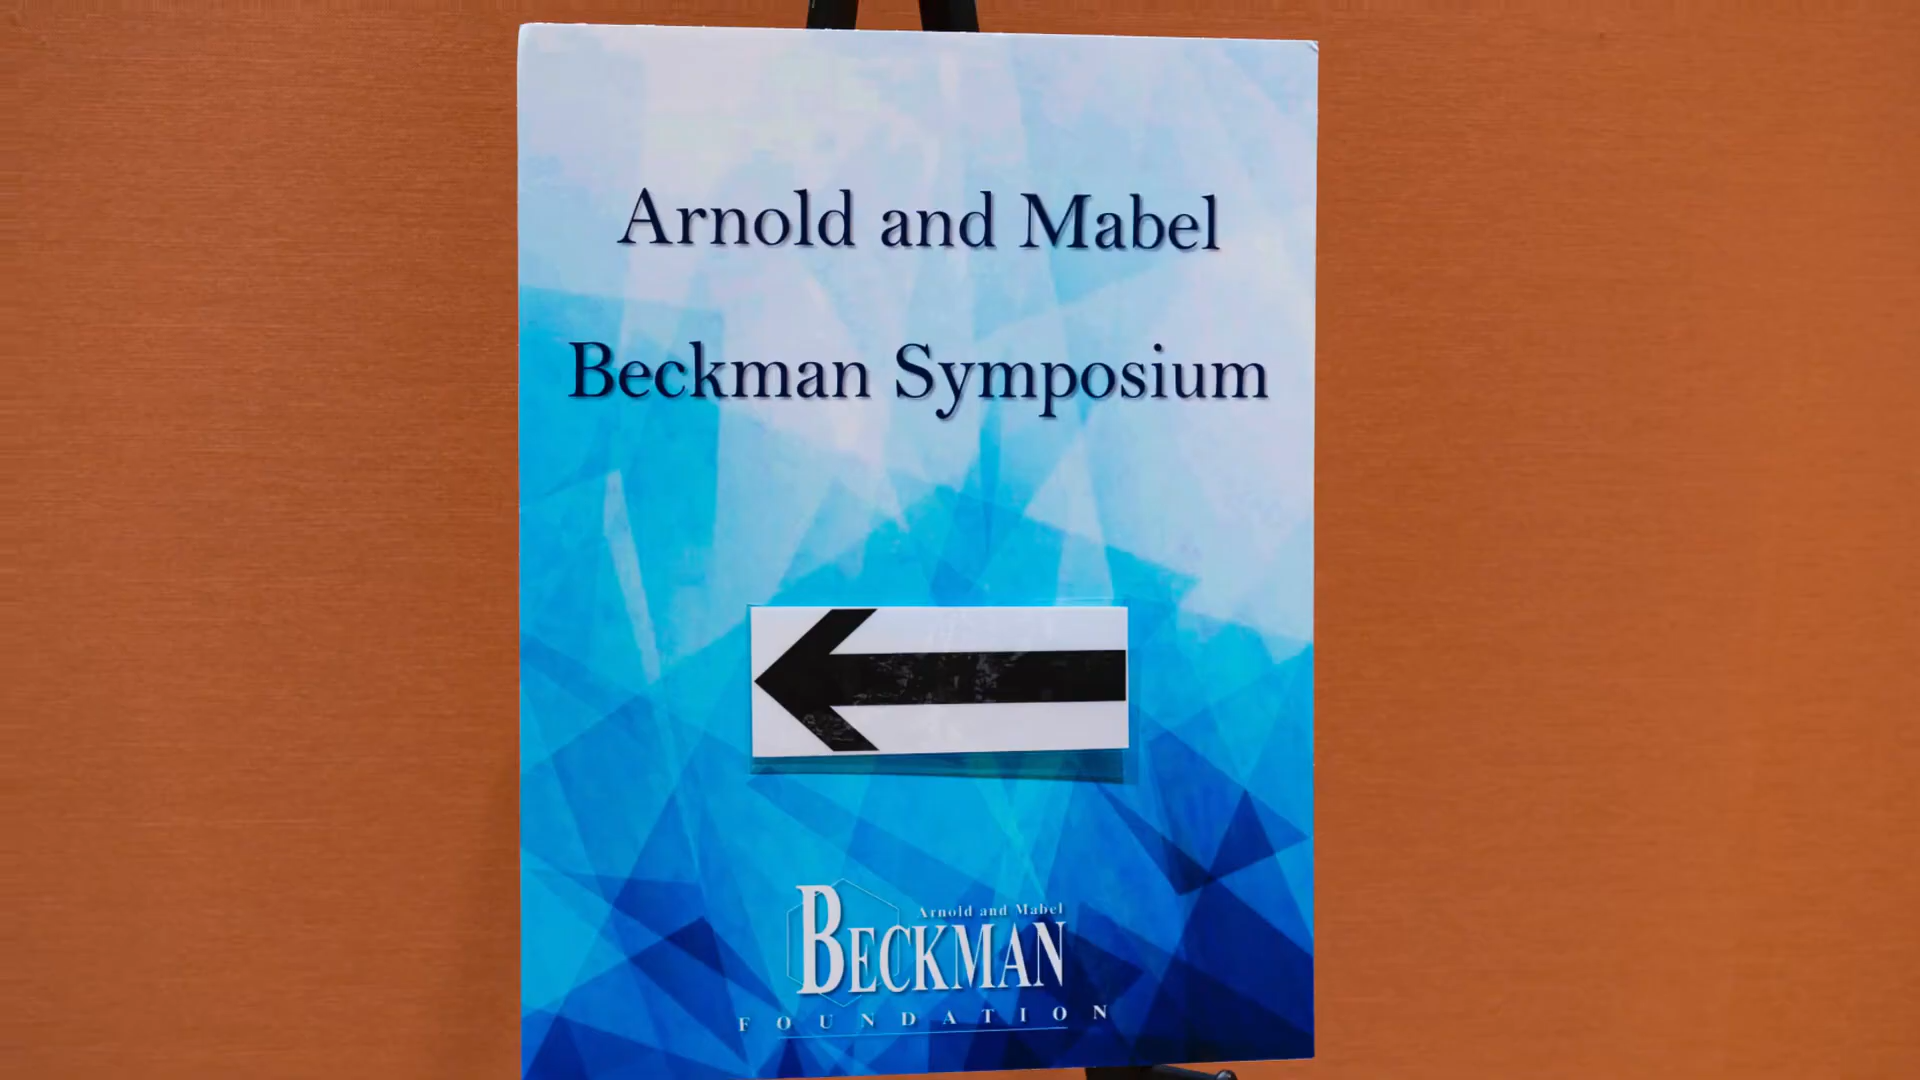 Arnold and Mabel
Beckman Symposium
Arnold and Mabel
BECKMAN
FOUNDATION